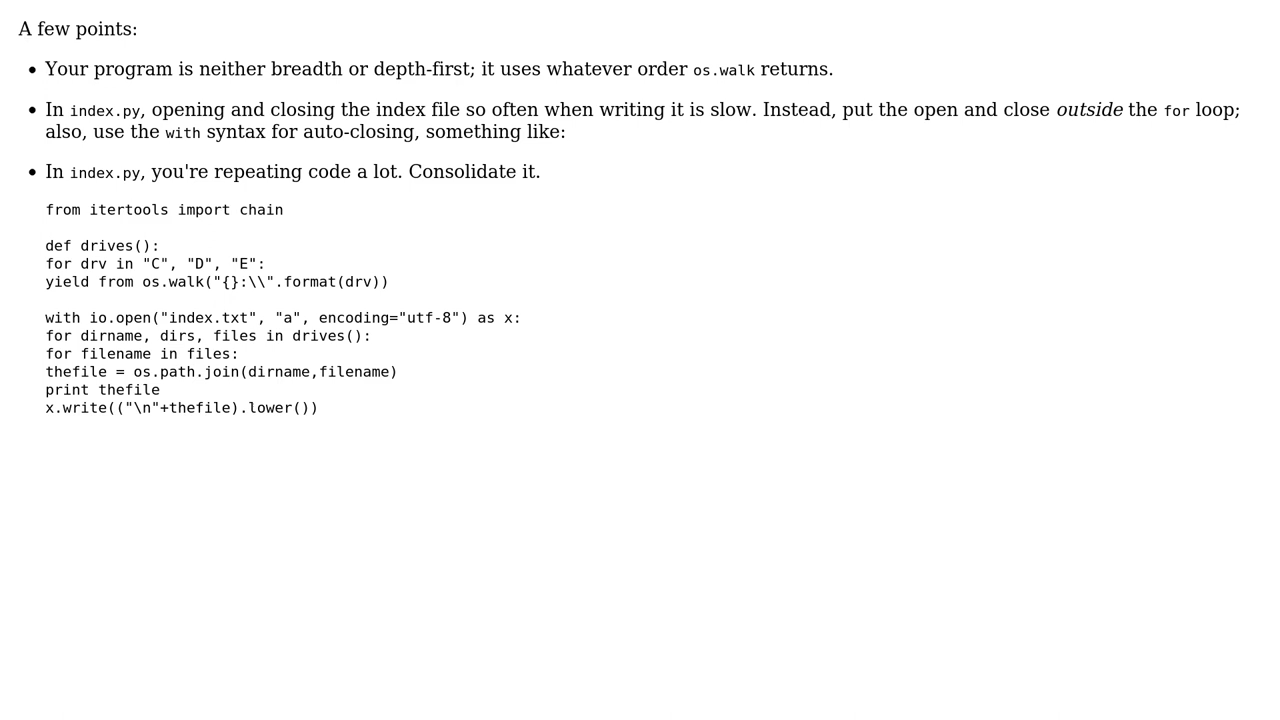 A few points:
• Your program is neither breadth or depth-first; it uses whatever order os.walk returns.
• In index.py, opening and closing the index file so often when writing it is slow. Instead, put the open and close outside the for loop;
also, use the with syntax for auto-closing, something like:
• In index.py, you're repeating code a lot. Consolidate it.
from itertools import chain
def drives():
for drv in "C", "D", "E":
yield from os.walk("{}:\\".format(drv))
with io.open("index.txt", "a", encoding="utf-8") as x:
for dirname, dirs, files in drives():
for filename in files:
thefile = os.path.join(dirname,filename)
print thefile
x.write(("\n"+thefile).lower())